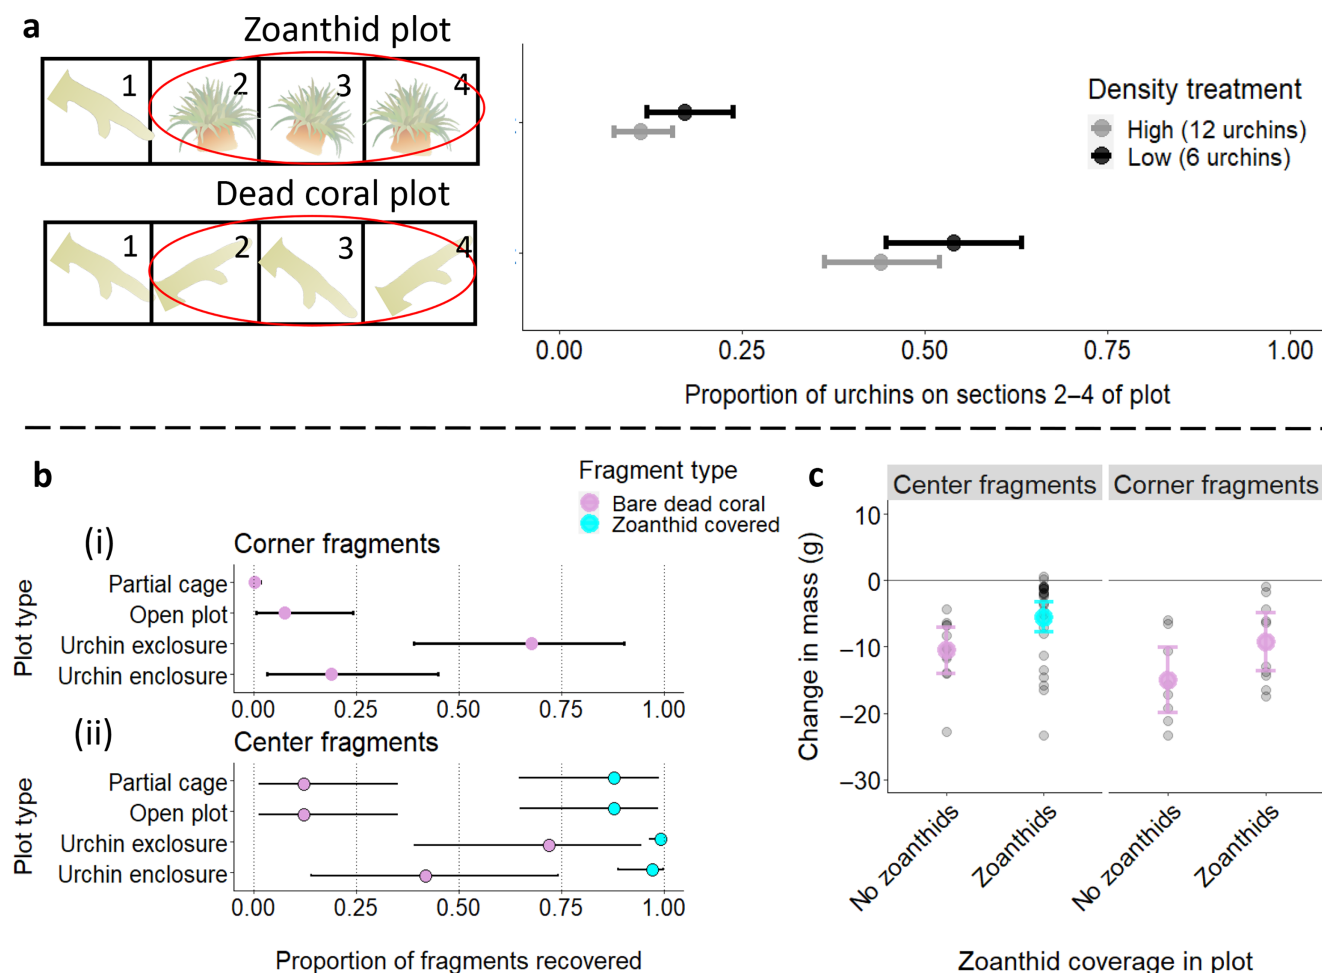 a
Zoanthid plot
1 2 3 4
Dead coral plot
1 2 3 4
Density treatment
High (12 urchins)
Low (6 urchins)
0.00 0.25 0.50 0.75 1.00
Proportion of urchins on sections 2–4 of plot
b
Fragment type
Bare dead coral
Zoanthid covered
(i)
Corner fragments
Plot type
Partial cage
Open plot
Urchin exclosure
Urchin enclosure
0.00 0.25 0.50 0.75 1.00
(ii)
Center fragments
Plot type
Partial cage
Open plot
Urchin exclosure
Urchin enclosure
0.00 0.25 0.50 0.75 1.00
Proportion of fragments recovered
c
Center fragments Corner fragments
Change in mass (g)
10
0
−10
−20
−30
No zoanthids Zoanthids No zoanthids Zoanthids
Zoanthid coverage in plot